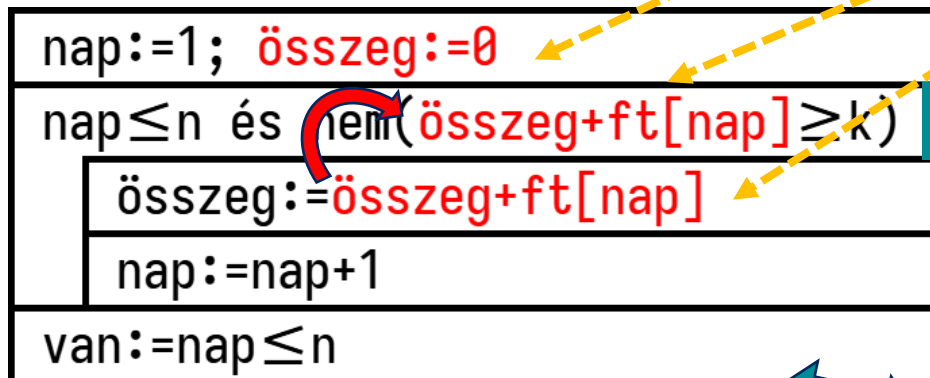 nap:=1; összeg:=0
nap≤n és nem(összeg+ft[nap]≥k)
összeg:=összeg+ft[nap]
nap:=nap+1
van:=nap≤n